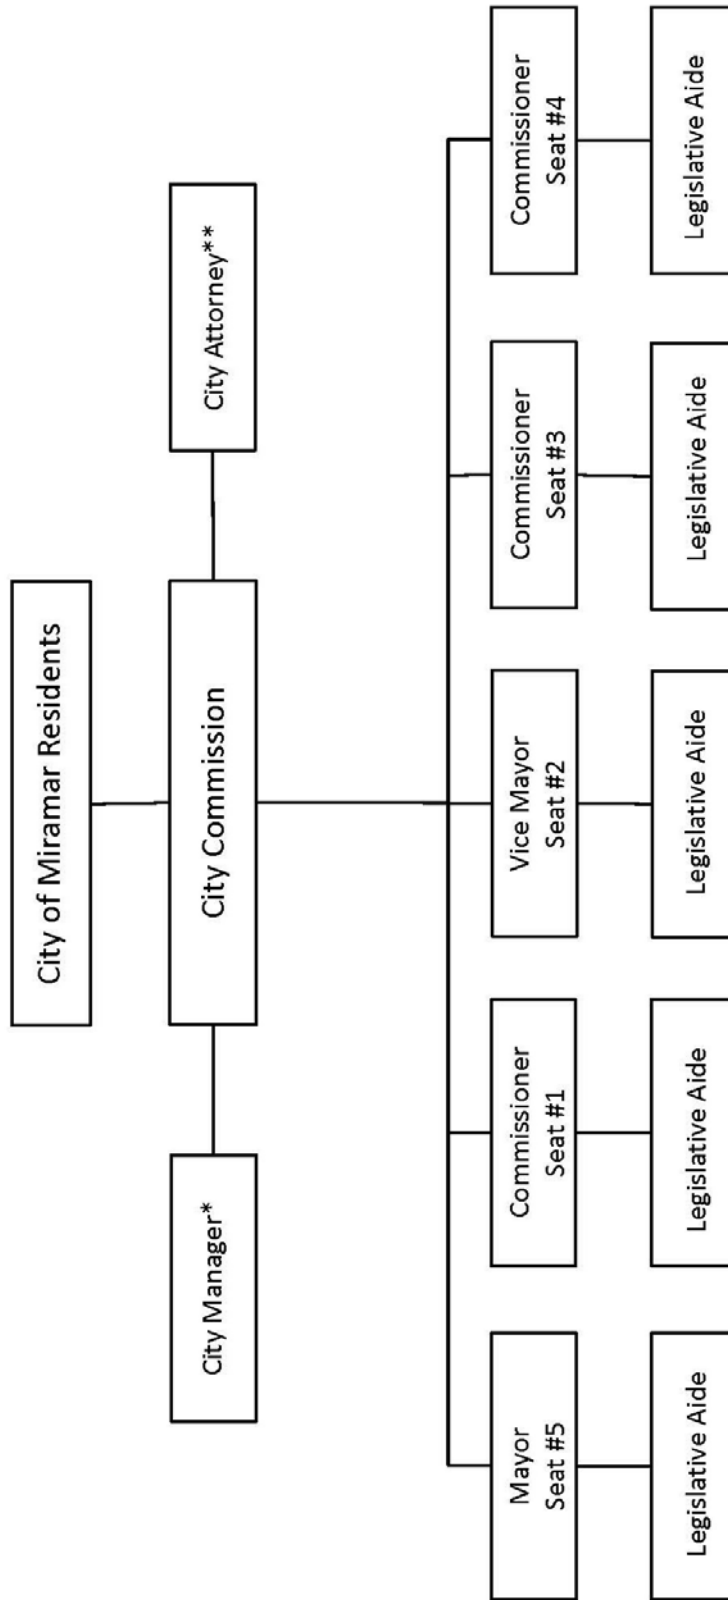 City of Miramar Residents
City Manager*
City Commission
City Attorney**
Mayor
Seat #5
Commissioner
Seat #1
Vice Mayor
Seat #2
Commissioner
Seat #3
Commissioner
Seat #4
Legislative Aide
Legislative Aide
Legislative Aide
Legislative Aide
Legislative Aide